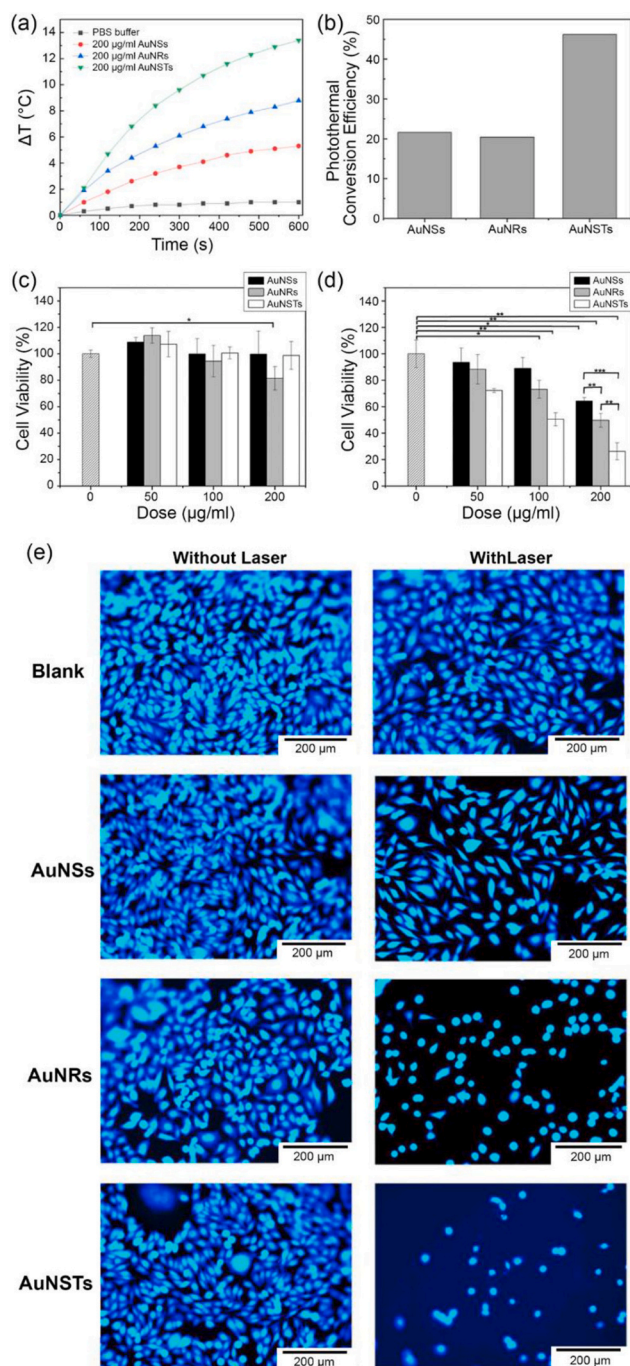 (a)
PBS buffer
200 µg/ml AuNSs
200 µg/ml AuNRs
200 µg/ml AuNSTs
ΔT (°C)
14
12
10
8
6
4
2
0
0 100 200 300 400 500 600
Time (s)
(b)
Photothermal
Conversion Efficiency (%)
50
40
30
20
10
0
AuNSs AuNRs AuNSTs
(c)
AuNSs
AuNRs
AuNSTs
Cell Viability (%)
140
120
100
80
60
40
20
0
*
0 50 100 200
Dose (µg/ml)
(d)
AuNSs
AuNRs
AuNSTs
Cell Viability (%)
140
120
100
80
60
40
20
0
**
**
*
**
*
***
**
**
0 50 100 200
Dose (µg/ml)
(e)
Without Laser WithLaser
Blank
200 µm 200 µm
AuNSs
200 µm 200 µm
AuNRs
200 µm 200 µm
AuNSTs
200 µm 200 µm